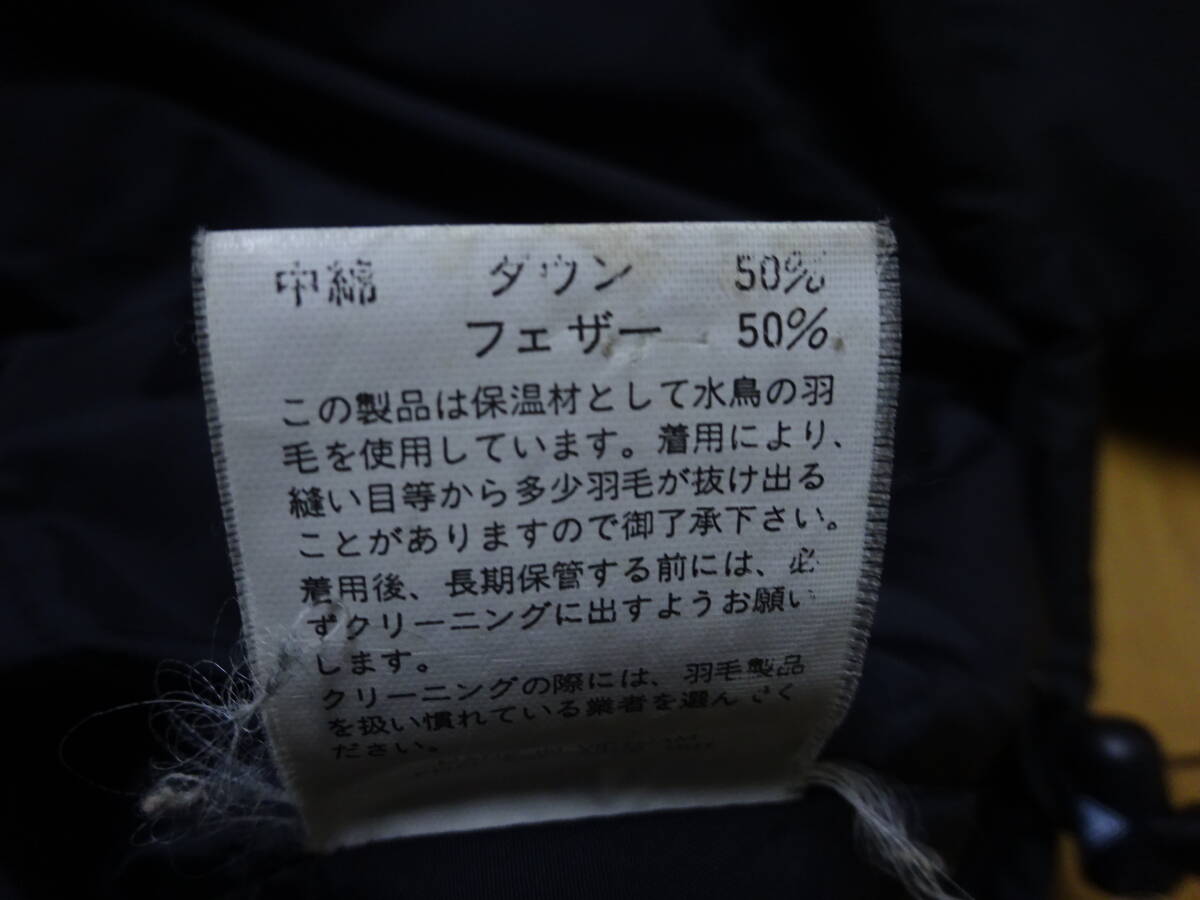 中綿 ダウン 50%
フェザー 50%
この製品は保温材として水鳥の羽
毛を使用しています。着用により、
縫い目等から多少羽毛が抜け出る
ことがありますので御了承下さい。
着用後、長期保管する前には、必
ずクリーニングに出すようお願い
します。
クリーニングの際には、羽毛製品
を扱い慣れている業者を選んでく
ださい。